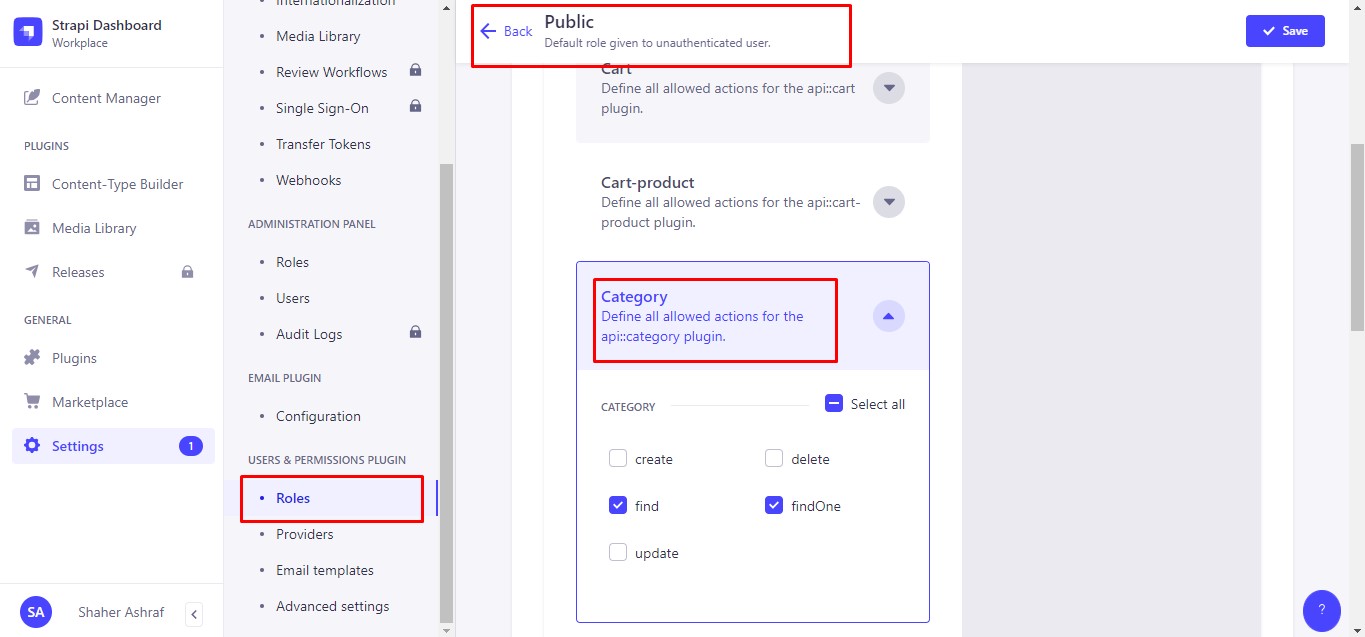 Strapi Dashboard
Workplace
Content Manager
PLUGINS
Content-Type Builder
Media Library
Releases
GENERAL
Plugins
Marketplace
Settings
1
SA
Shaher Ashraf
Internationalization
Media Library
Review Workflows
Single Sign-On
Transfer Tokens
Webhooks
ADMINISTRATION PANEL
Roles
Users
Audit Logs
EMAIL PLUGIN
Configuration
USERS & PERMISSIONS PLUGIN
Roles
Providers
Email templates
Advanced settings
Back
Public
Default role given to unauthenticated user.
Save
Cart
Define all allowed actions for the api::cart
plugin.
Cart-product
Define all allowed actions for the api::cart-
product plugin.
Category
Define all allowed actions for the
api::category plugin.
CATEGORY
Select all
create
delete
find
findOne
update
?